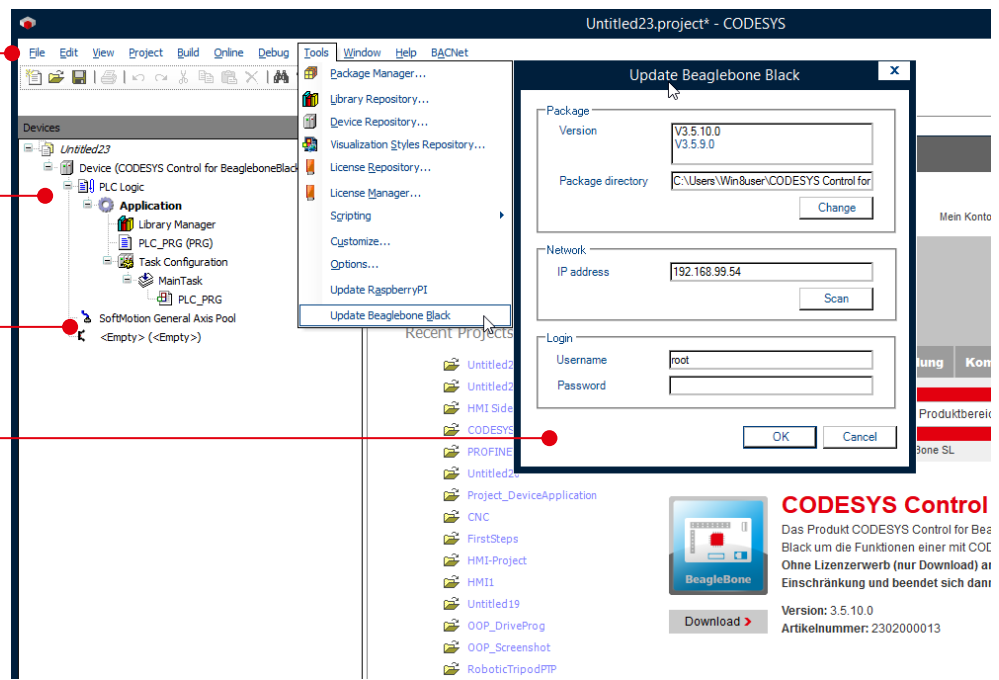 Untitled23.project* - CODESYS
File Edit View Project Build Online Debug Tools Window Help BACNet
Devices
Untitled23
Device (CODESYS Control for BeagleboneBlack
PLC Logic
Application
Library Manager
PLC_PRG (PRG)
Task Configuration
MainTask
PLC_PRG
SoftMotion General Axis Pool
<Empty> (<Empty>)
Package Manager...
Library Repository...
Device Repository...
Visualization Styles Repository...
License Repository...
License Manager...
Scripting
Customize...
Options...
Update RaspberryPI
Update Beaglebone Black
Update Beaglebone Black
x
Package
Version
V3.5.10.0
V3.5.9.0
Package directory
C:\Users\Win8user\CODESYS Control for
Change
Network
IP address
192.168.99.54
Scan
Login
Username
root
Password
OK
Cancel
Recent Projects
Untitled2
Untitled2
HMI Side
CODESYS
PROFINE
Project_DeviceApplication
CNC
FirstSteps
HMI-Project
HMI1
Untitled19
OOP_DriveProg
OOP_Screenshot
RoboticTripodPTP
Mein Konto
lung Kom
Produktbereic
Bone SL
BeagleBone
Download >
CODESYS Control
Das Produkt CODESYS Control for Bea
Black um die Funktionen einer mit COD
Ohne Lizenzerwerb (nur Download) a
Einschränkung und beendet sich dan
Version: 3.5.10.0
Artikelnummer: 2302000013